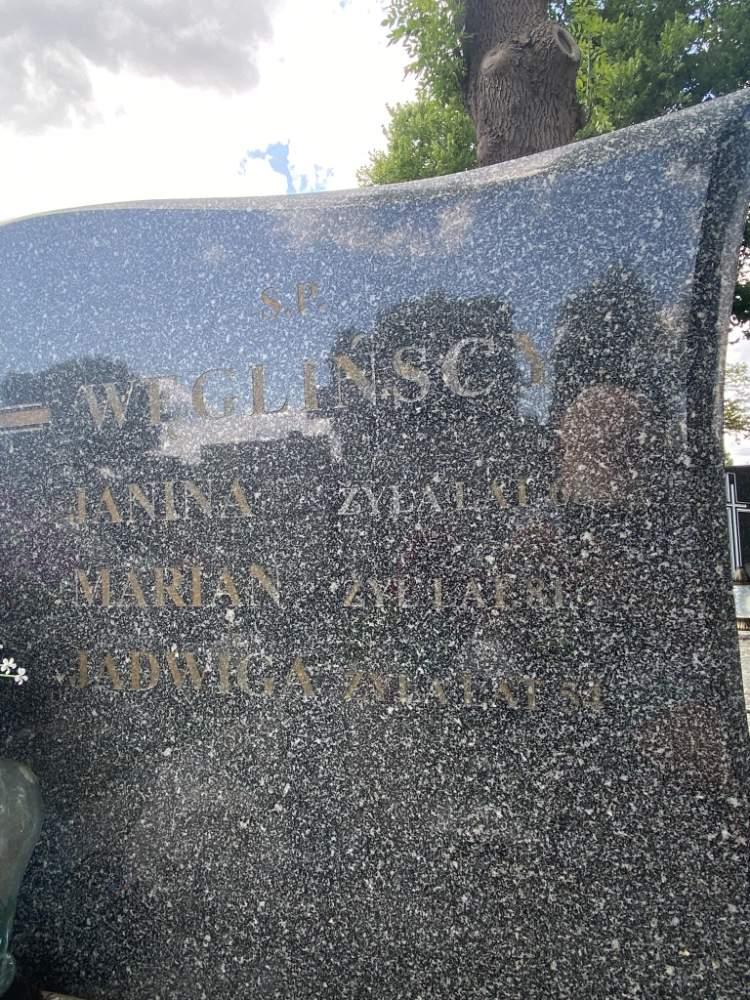 Ś.P.
WĘGLIŃSCY
JANINA ŻYŁA LAT
MARIAN ŻYŁ LAT 81
JADWIGA ŻYŁA LAT 54